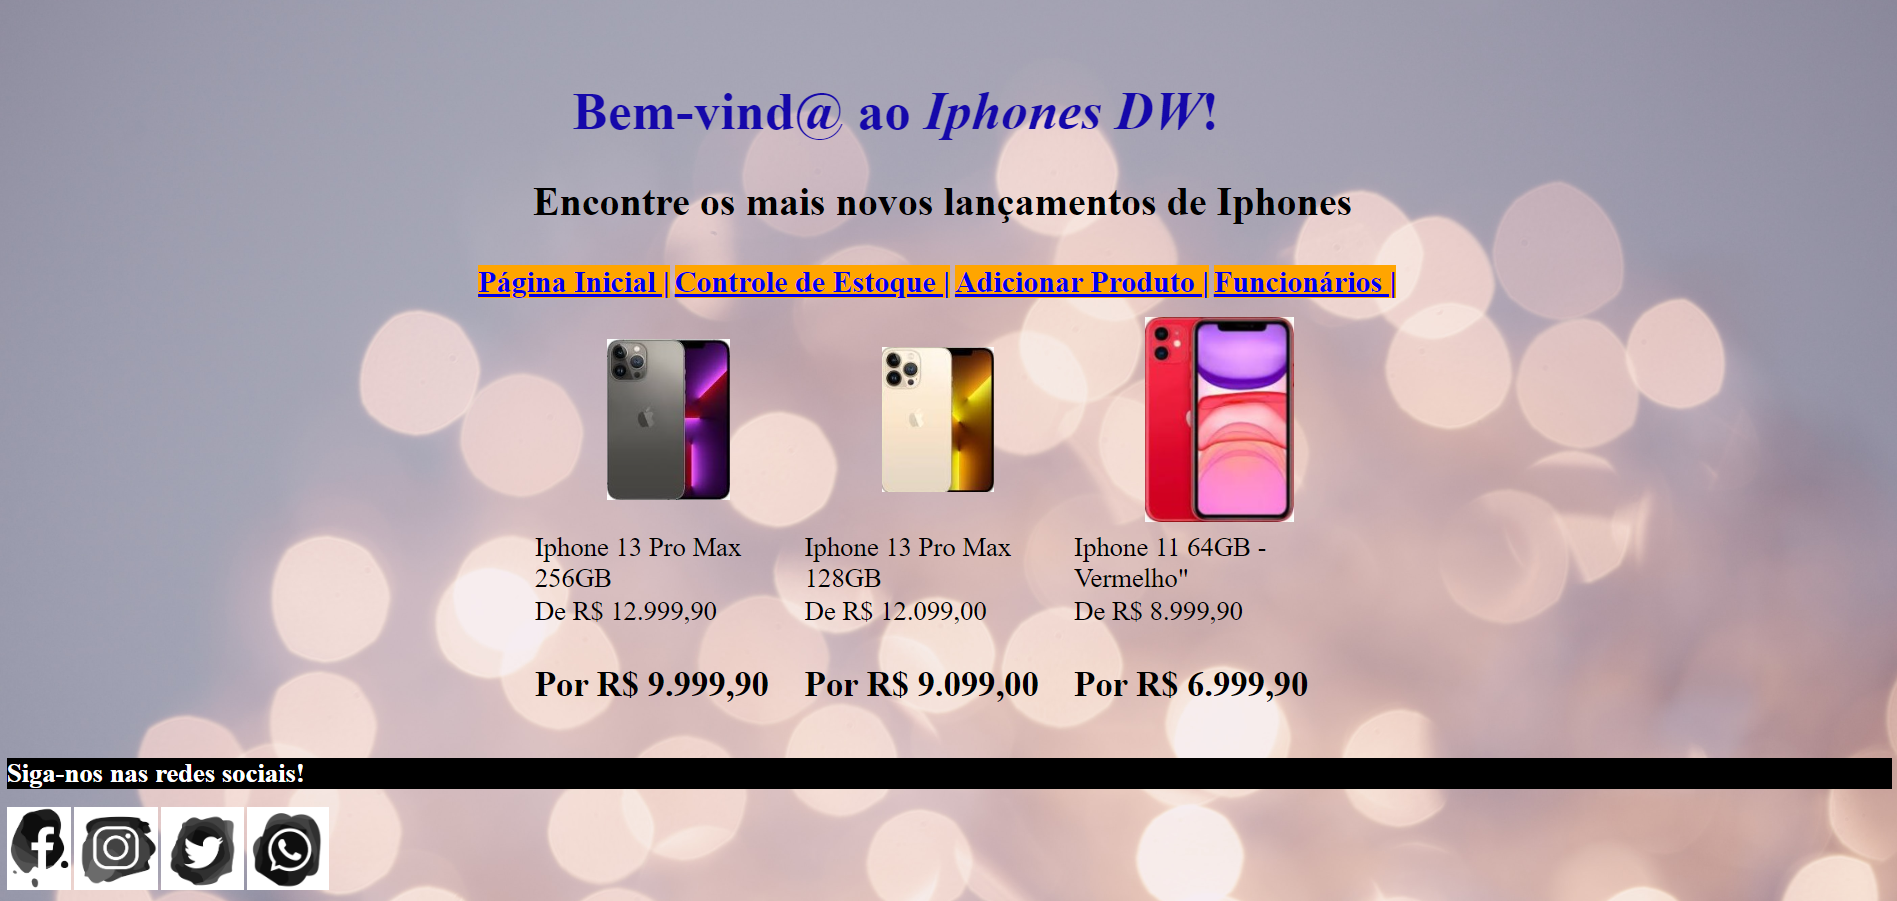 Bem-vind@ ao Iphones DW!
Encontre os mais novos lançamentos de Iphones
Página Inicial | Controle de Estoque | Adicionar Produto | Funcionários |
Iphone 13 Pro Max
256GB
De R$ 12.999,90
Por R$ 9.999,90
Iphone 13 Pro Max
128GB
De R$ 12.099,00
Por R$ 9.099,00
Iphone 11 64GB -
Vermelho"
De R$ 8.999,90
Por R$ 6.999,90
Siga-nos nas redes sociais!